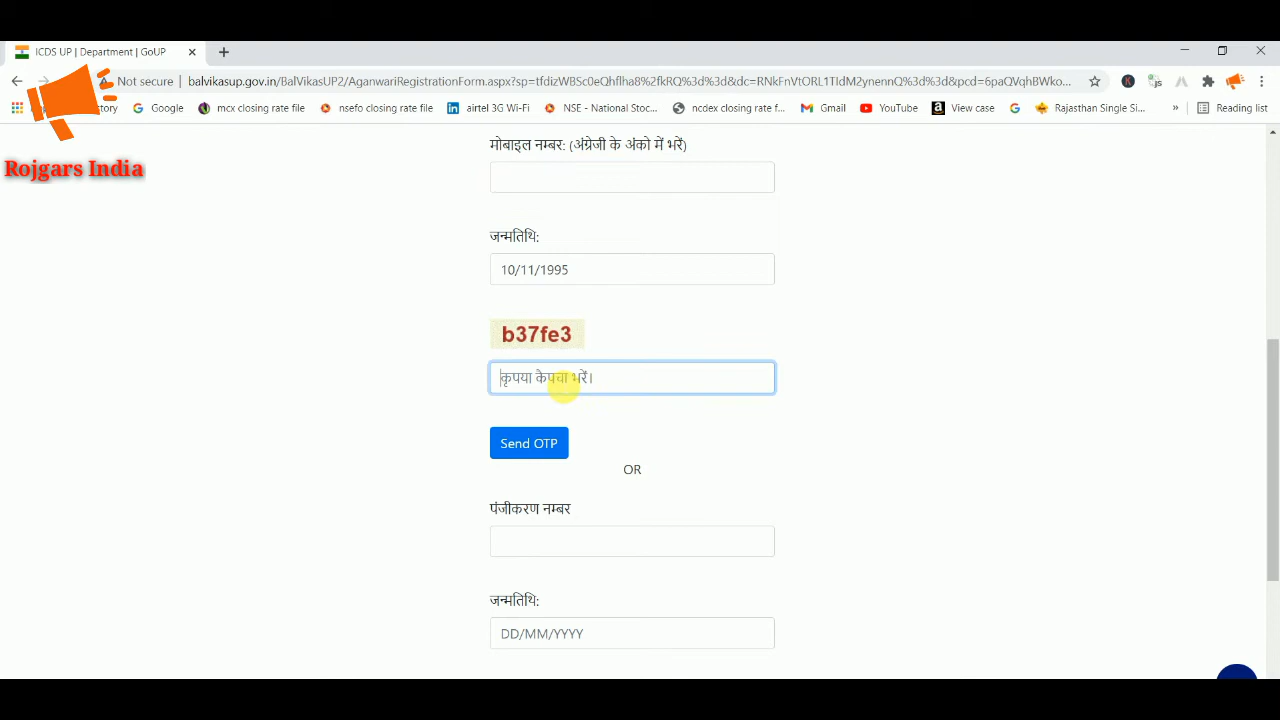 ICDS UP | Department | GoUP
Not secure
balvikasup.gov.in/BalVikasUP2/AganwariRegistrationForm.aspx?sp=tfdizWBSc0eQhflha8%2fkRQ%3d%3d&dc=RNkFnVtORL1TIdM2ynennQ%3d%3d&pcd=6paQVqhBWko...
history
Google
mcx closing rate file
nsefo closing rate file
airtel 3G Wi-Fi
NSE - National Stoc...
ncdex closing rate f...
Gmail
YouTube
View case
Rajasthan Single Si...
»
Reading list
Rojgars India
मोबाइल नम्बर: (अंग्रेजी के अंको में भरें)
जन्मतिथि:
10/11/1995
b37fe3
कृपया कैपचा भरें।
Send OTP
OR
पंजीकरण नम्बर
जन्मतिथि:
DD/MM/YYYY